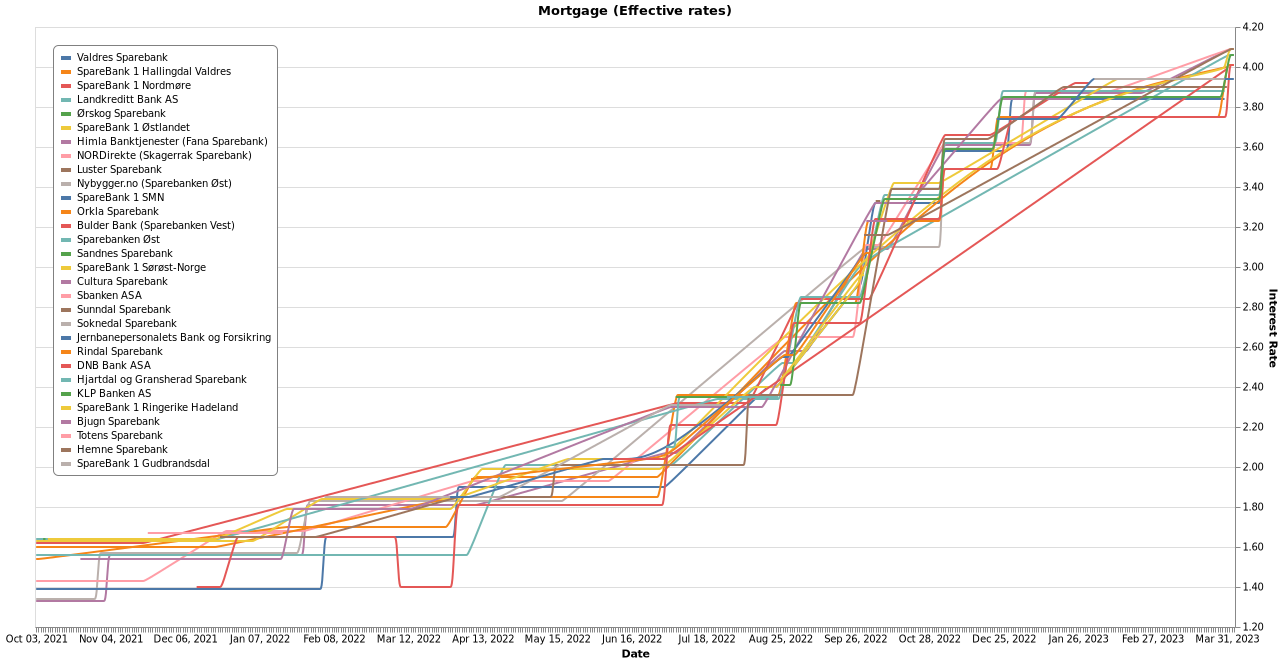 Mortgage (Effective rates)
Valdres Sparebank
SpareBank 1 Hallingdal Valdres
SpareBank 1 Nordmøre
Landkreditt Bank AS
Ørskog Sparebank
SpareBank 1 Østlandet
Himla Banktjenester (Fana Sparebank)
NORDirekte (Skagerrak Sparebank)
Luster Sparebank
Nybygger.no (Sparebanken Øst)
SpareBank 1 SMN
Orkla Sparebank
Bulder Bank (Sparebanken Vest)
Sparebanken Øst
Sandnes Sparebank
SpareBank 1 Sørøst-Norge
Cultura Sparebank
Sbanken ASA
Sunndal Sparebank
Soknedal Sparebank
Jernbanepersonalets Bank og Forsikring
Rindal Sparebank
DNB Bank ASA
Hjartdal og Gransherad Sparebank
KLP Banken AS
SpareBank 1 Ringerike Hadeland
Bjugn Sparebank
Totens Sparebank
Hemne Sparebank
SpareBank 1 Gudbrandsdal
4.20
4.00
3.80
3.60
3.40
3.20
3.00
2.80
2.60
2.40
2.20
2.00
1.80
1.60
1.40
1.20
Interest Rate
Oct 03, 2021 Nov 04, 2021 Dec 06, 2021 Jan 07, 2022 Feb 08, 2022 Mar 12, 2022 Apr 13, 2022 May 15, 2022 Jun 16, 2022 Jul 18, 2022 Aug 25, 2022 Sep 26, 2022 Oct 28, 2022 Dec 25, 2022 Jan 26, 2023 Feb 27, 2023 Mar 31, 2023
Date